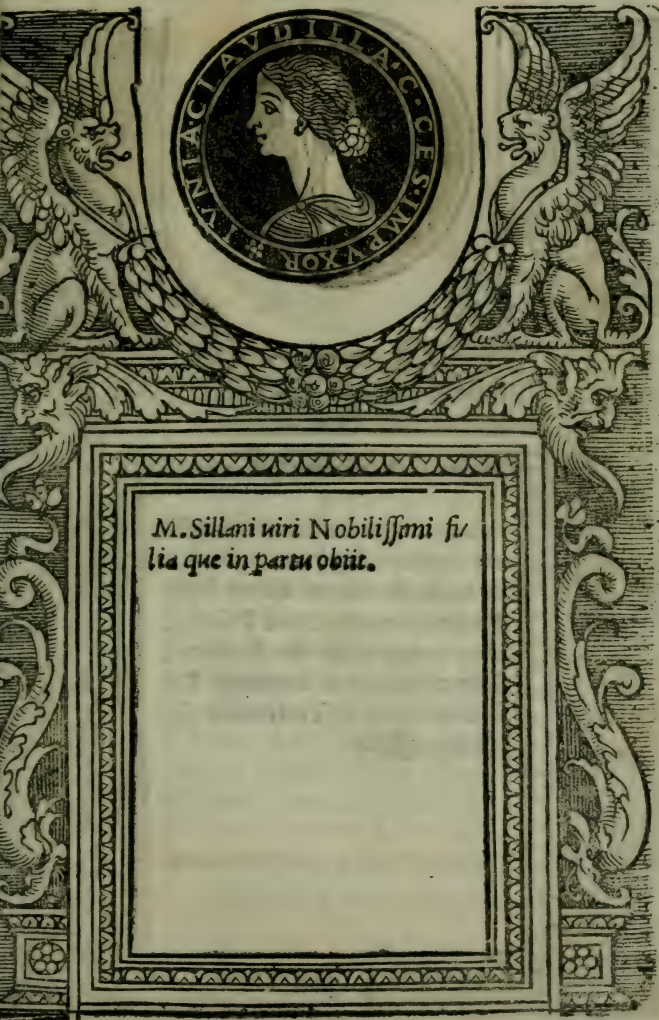 IVNIA CLAVDILLA·C·CES·IMP·VXOR
M. Sillani uiri Nobilissimi fi/
lia que in partu obiit.